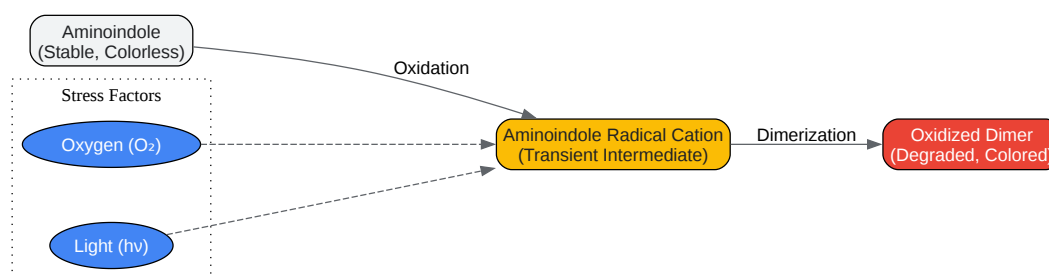 Aminoindole
(Stable, Colorless)
Oxidation
Stress Factors
Oxygen (O₂)
Aminoindole Radical Cation
(Transient Intermediate)
Dimerization
Oxidized Dimer
(Degraded, Colored)
Light (hν)